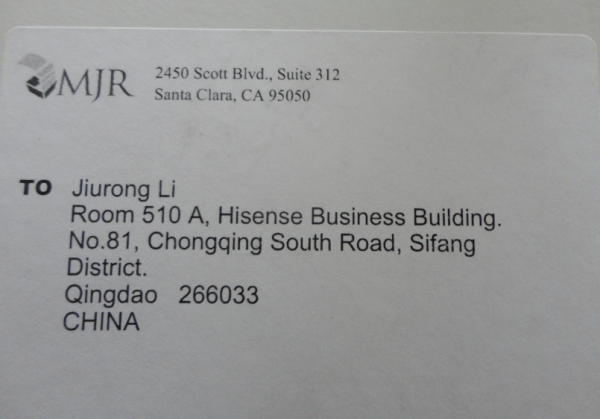 MJR
2450 Scott Blvd., Suite 312
Santa Clara, CA 95050
TO Jiurong Li
Room 510 A, Hisense Business Building.
No.81, Chongqing South Road, Sifang
District.
Qingdao 266033
CHINA